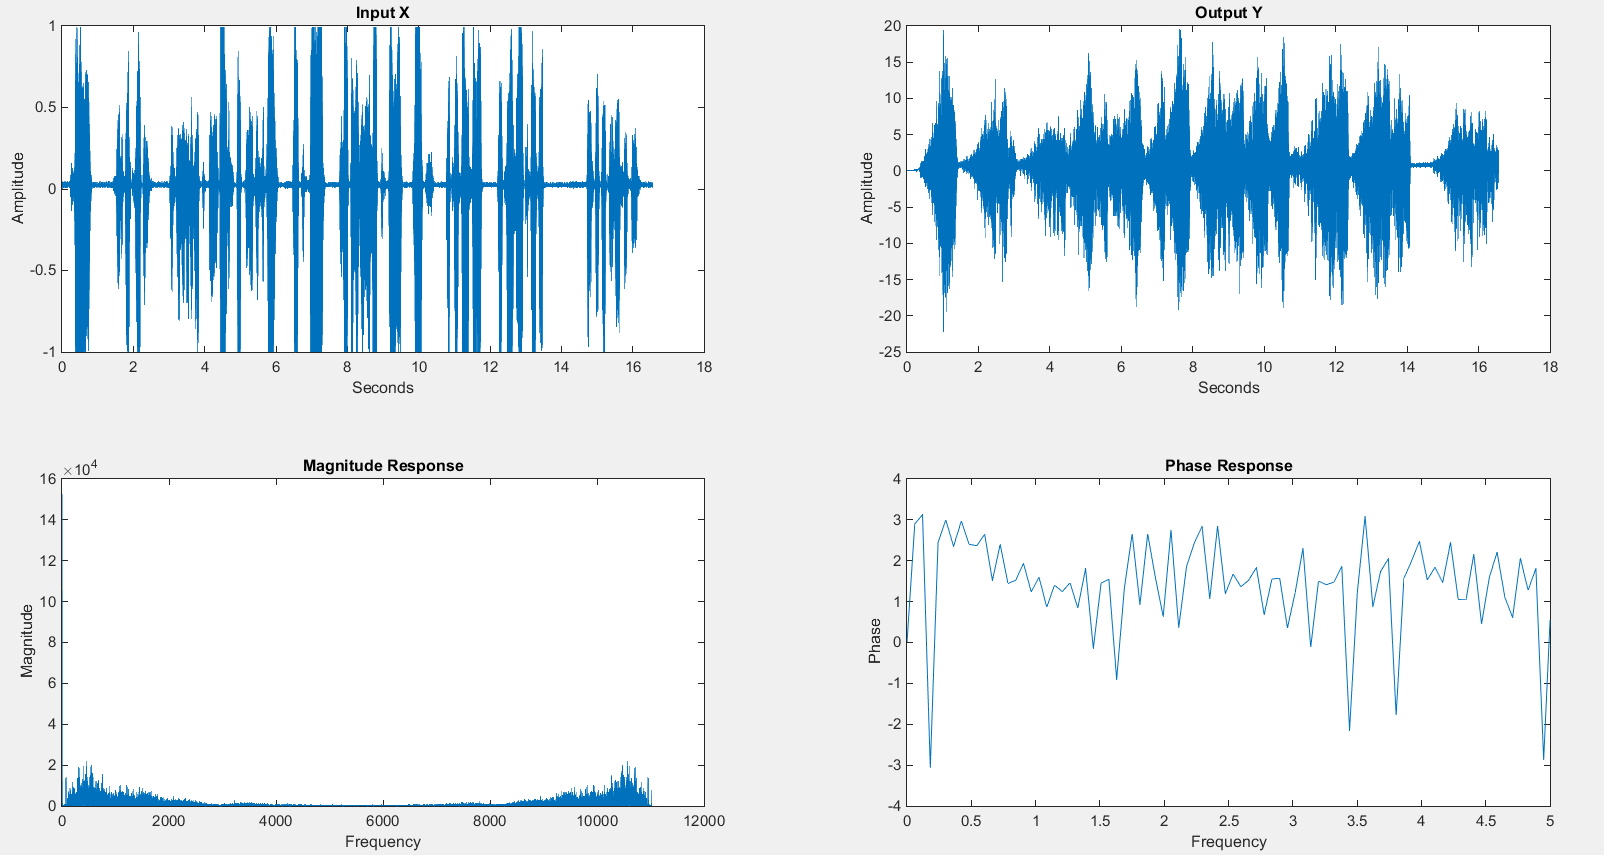 Input X
1
0.5
0
-0.5
-1
Amplitude
0 2 4 6 8 10 12 14 16 18
Seconds
Output Y
20
15
10
5
0
-5
-10
-15
-20
-25
Amplitude
0 2 4 6 8 10 12 14 16 18
Seconds
Magnitude Response
×10⁴
16
14
12
10
8
6
4
2
0
Magnitude
0 2000 4000 6000 8000 10000 12000
Frequency
Phase Response
4
3
2
1
0
-1
-2
-3
-4
Phase
0 0.5 1 1.5 2 2.5 3 3.5 4 4.5 5
Frequency